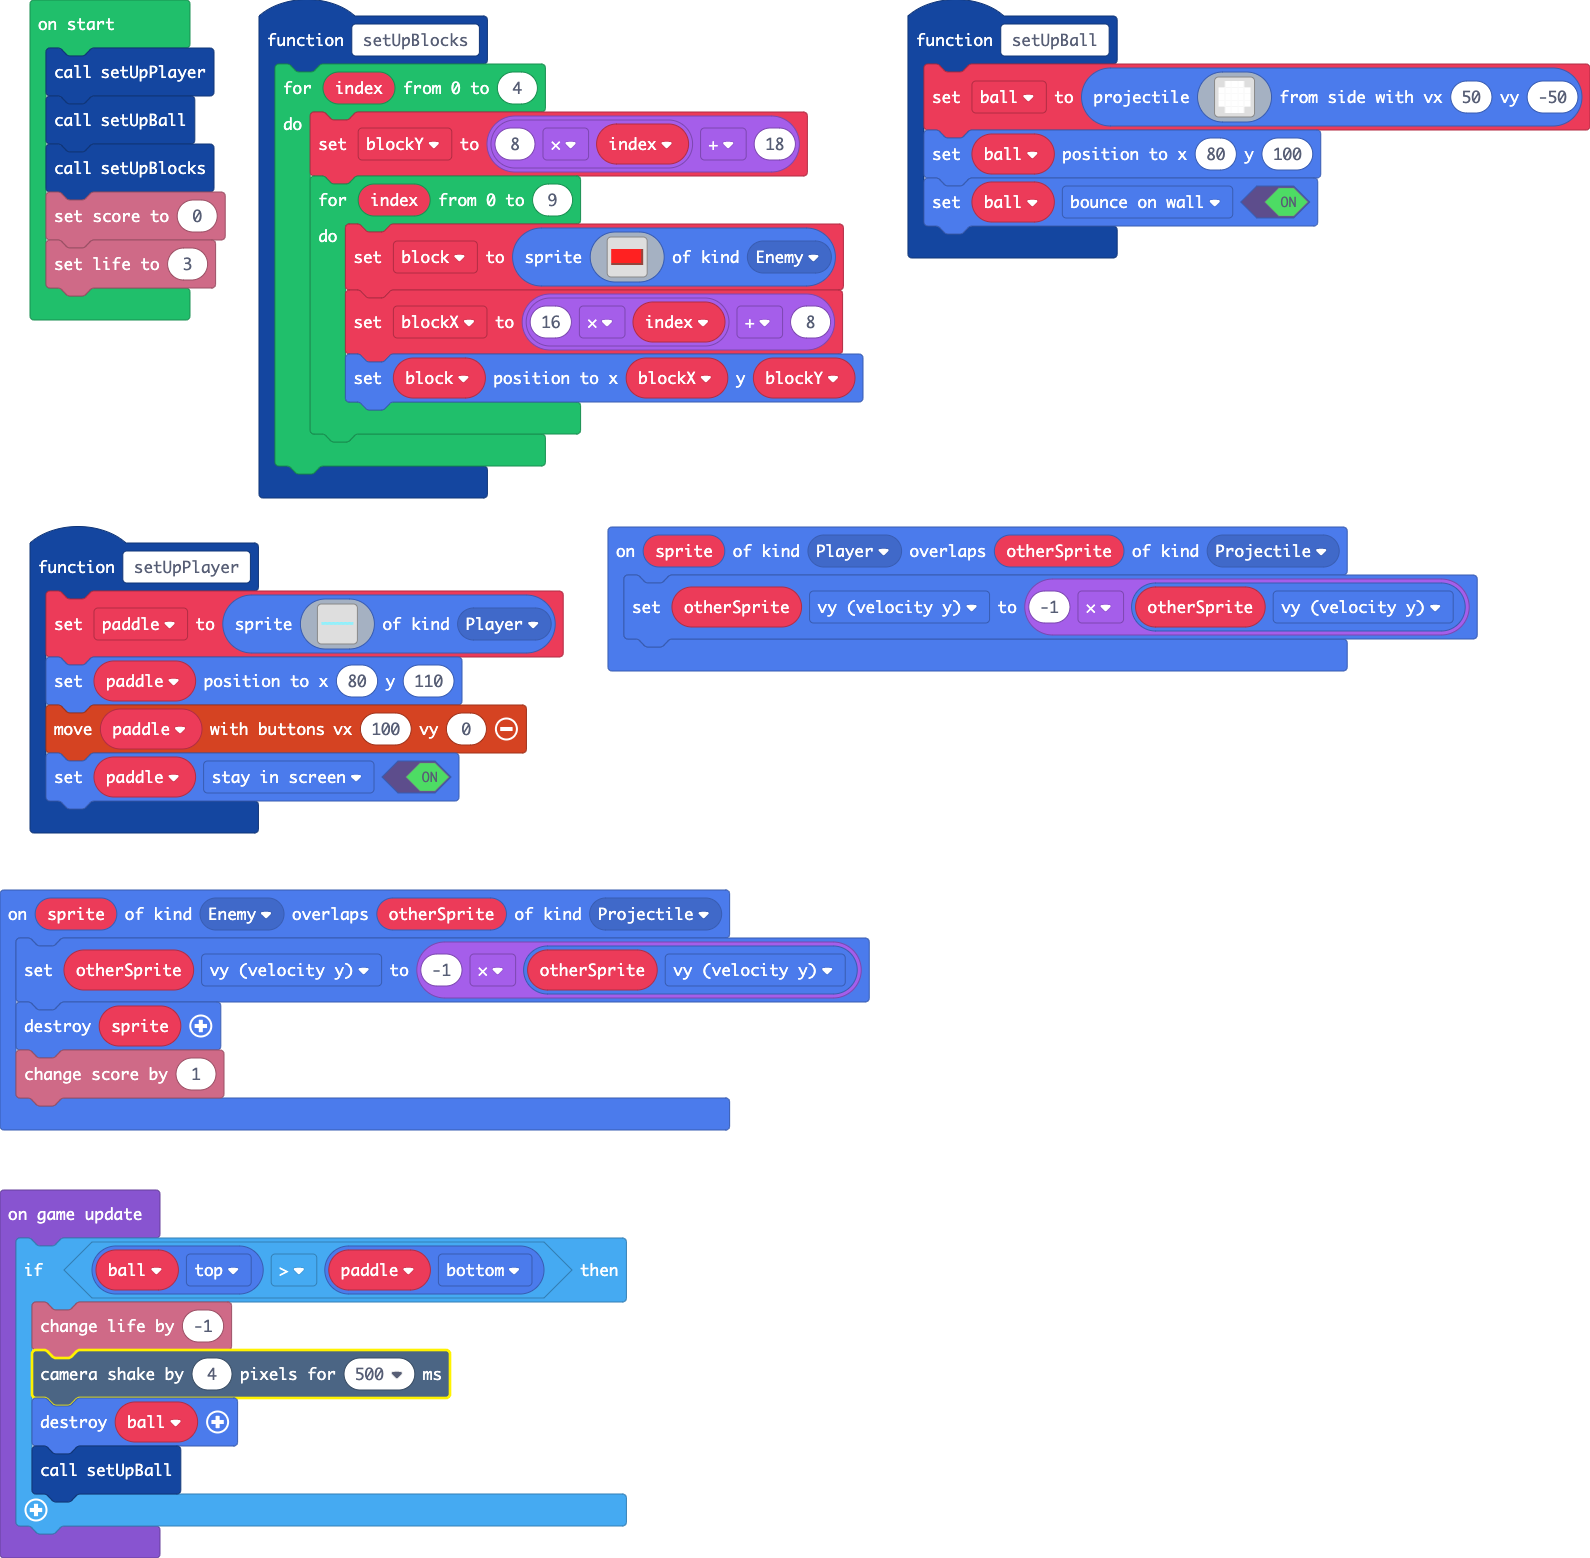 on start
call setUpPlayer
call setUpBall
call setUpBlocks
set score to 0
set life to 3
function setUpBlocks
for index from 0 to 4
do
set blockY to 8 × index + 18
for index from 0 to 9
do
set block to sprite of kind Enemy
set blockX to 16 × index + 8
set block position to x blockX y blockY
function setUpBall
set ball to projectile from side with vx 50 vy -50
set ball position to x 80 y 100
set ball bounce on wall ON
function setUpPlayer
set paddle to sprite of kind Player
set paddle position to x 80 y 110
move paddle with buttons vx 100 vy 0
set paddle stay in screen ON
on sprite of kind Player overlaps otherSprite of kind Projectile
set otherSprite vy (velocity y) to -1 × otherSprite vy (velocity y)
on sprite of kind Enemy overlaps otherSprite of kind Projectile
set otherSprite vy (velocity y) to -1 × otherSprite vy (velocity y)
destroy sprite
change score by 1
on game update
if ball top > paddle bottom then
change life by -1
camera shake by 4 pixels for 500 ms
destroy ball
call setUpBall